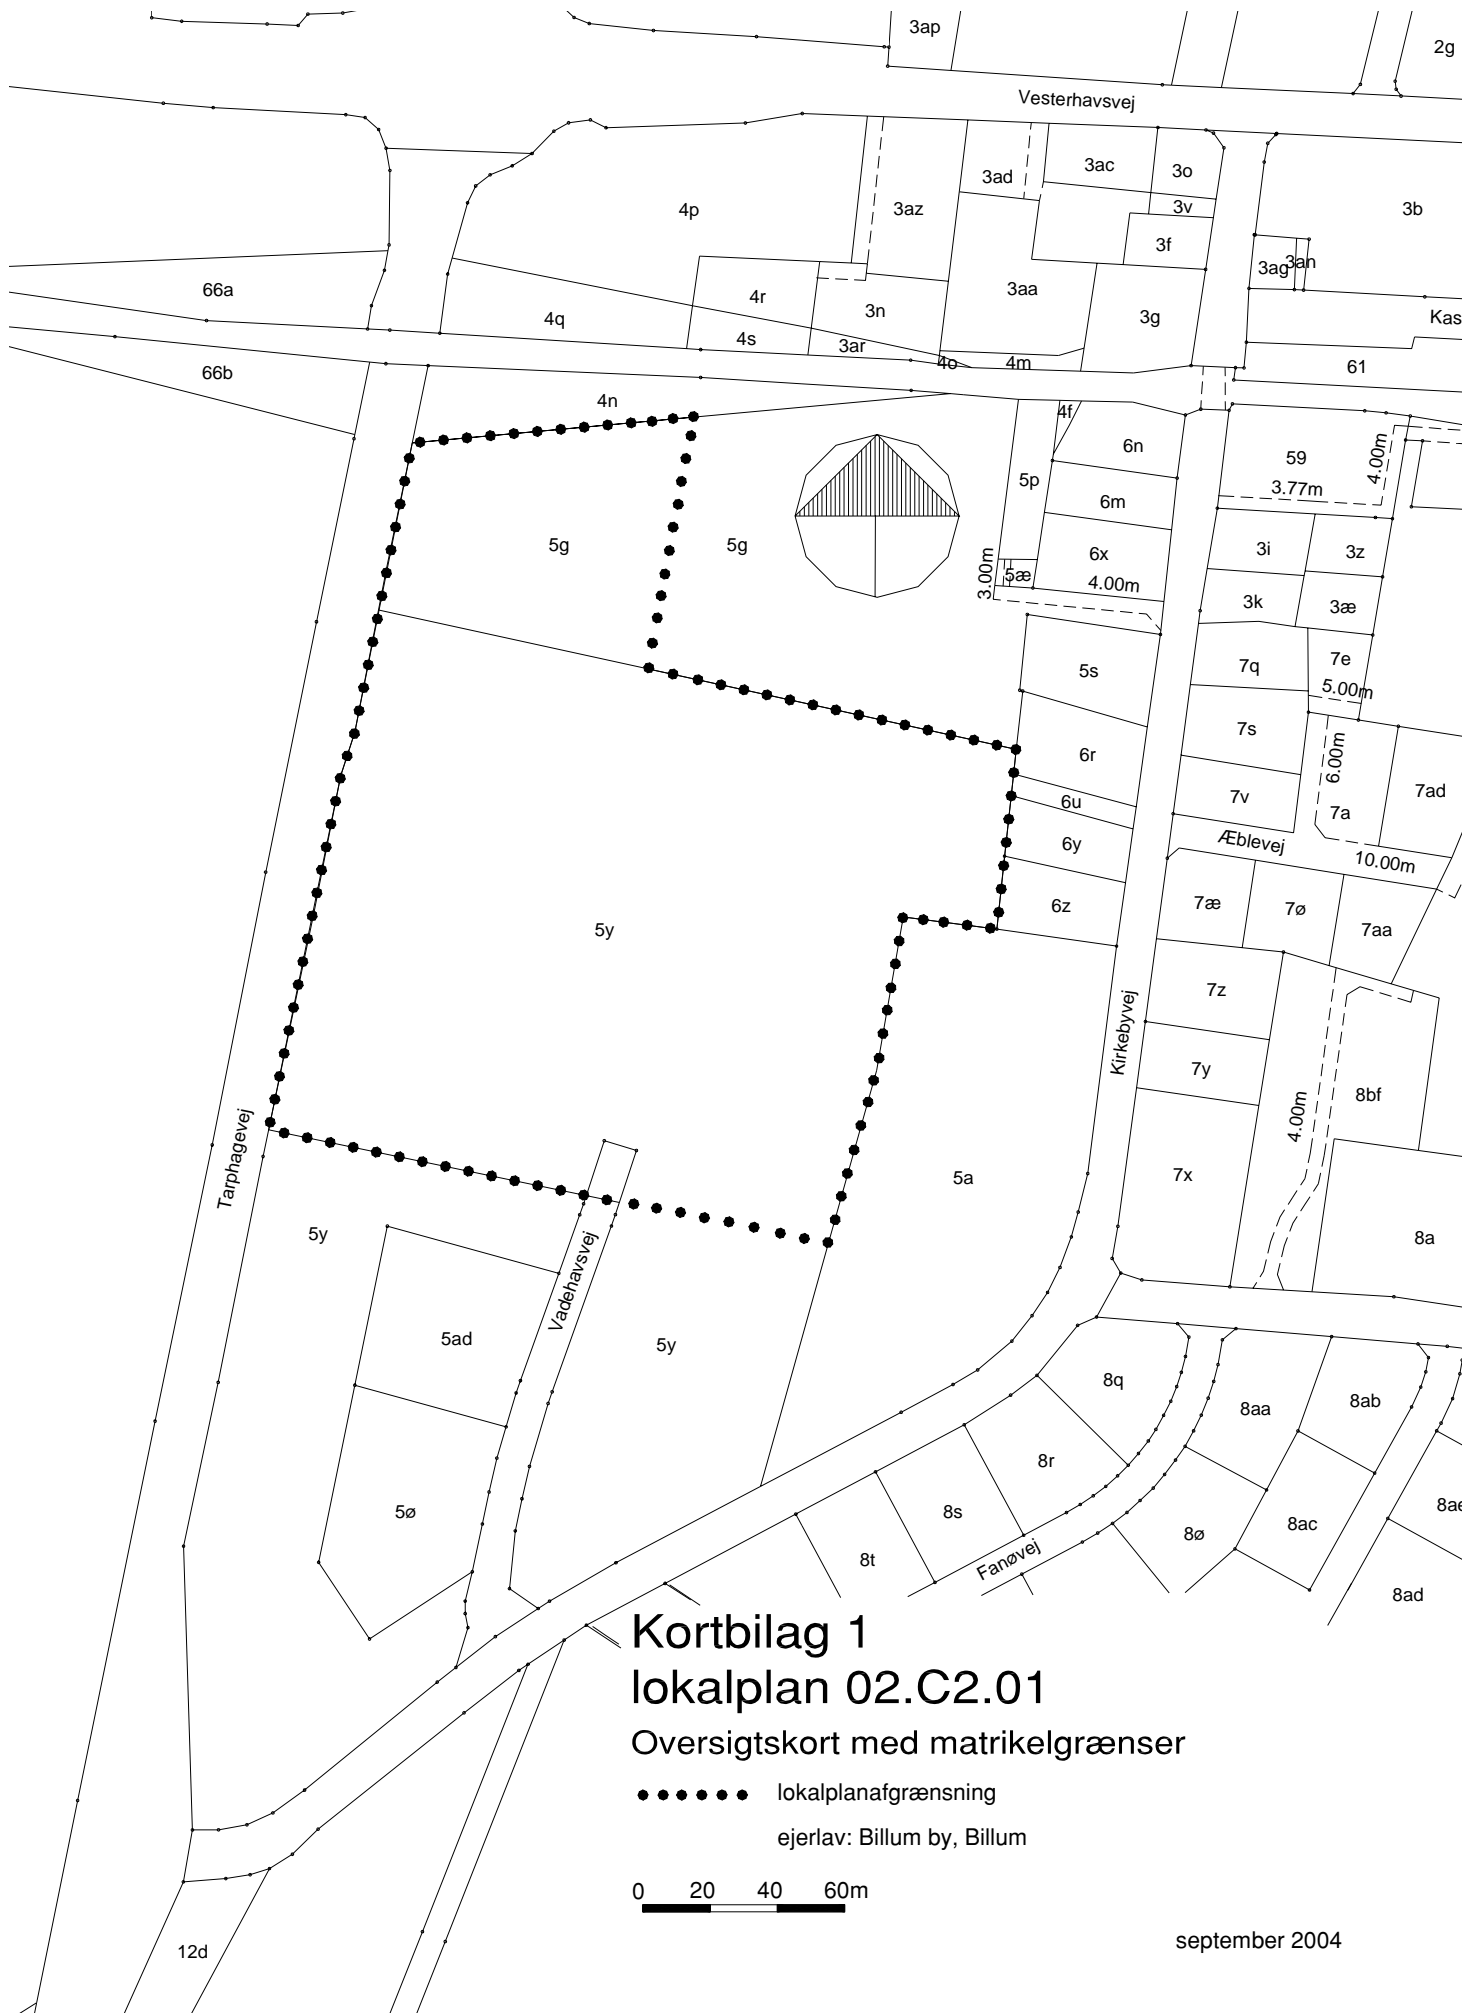 3ap
2g
Vesterhavsvej
3ac
3o
3ad
3v
4p
3az
3b
3f
3ag
3an
66a
4r
3aa
4q
3n
3g
Kas
4s
3ar
4o
4m
61
66b
4n
4f
6n
59
4.00m
5p
3.77m
6m
5g
5g
6x
3i
3z
3.00m
5æ
4.00m
3k
3æ
5s
7q
7e
5.00m
7s
6r
6.00m
7ad
6u
7v
7a
6y
Æblevej
10.00m
5y
6z
7æ
7ø
7aa
7z
Kirkebyvej
7y
8bf
4.00m
Tarphagevej
5a
7x
5y
8a
Vadehavsvej
5ad
5y
8q
8aa
8ab
8r
5ø
8s
8ac
8ae
8ø
8t
Fanøvej
8ad
Kortbilag 1
lokalplan 02.C2.01
Oversigtskort med matrikelgrænser
lokalplanafgrænsning
ejerlav: Billum by, Billum
0 20 40 60m
september 2004
12d